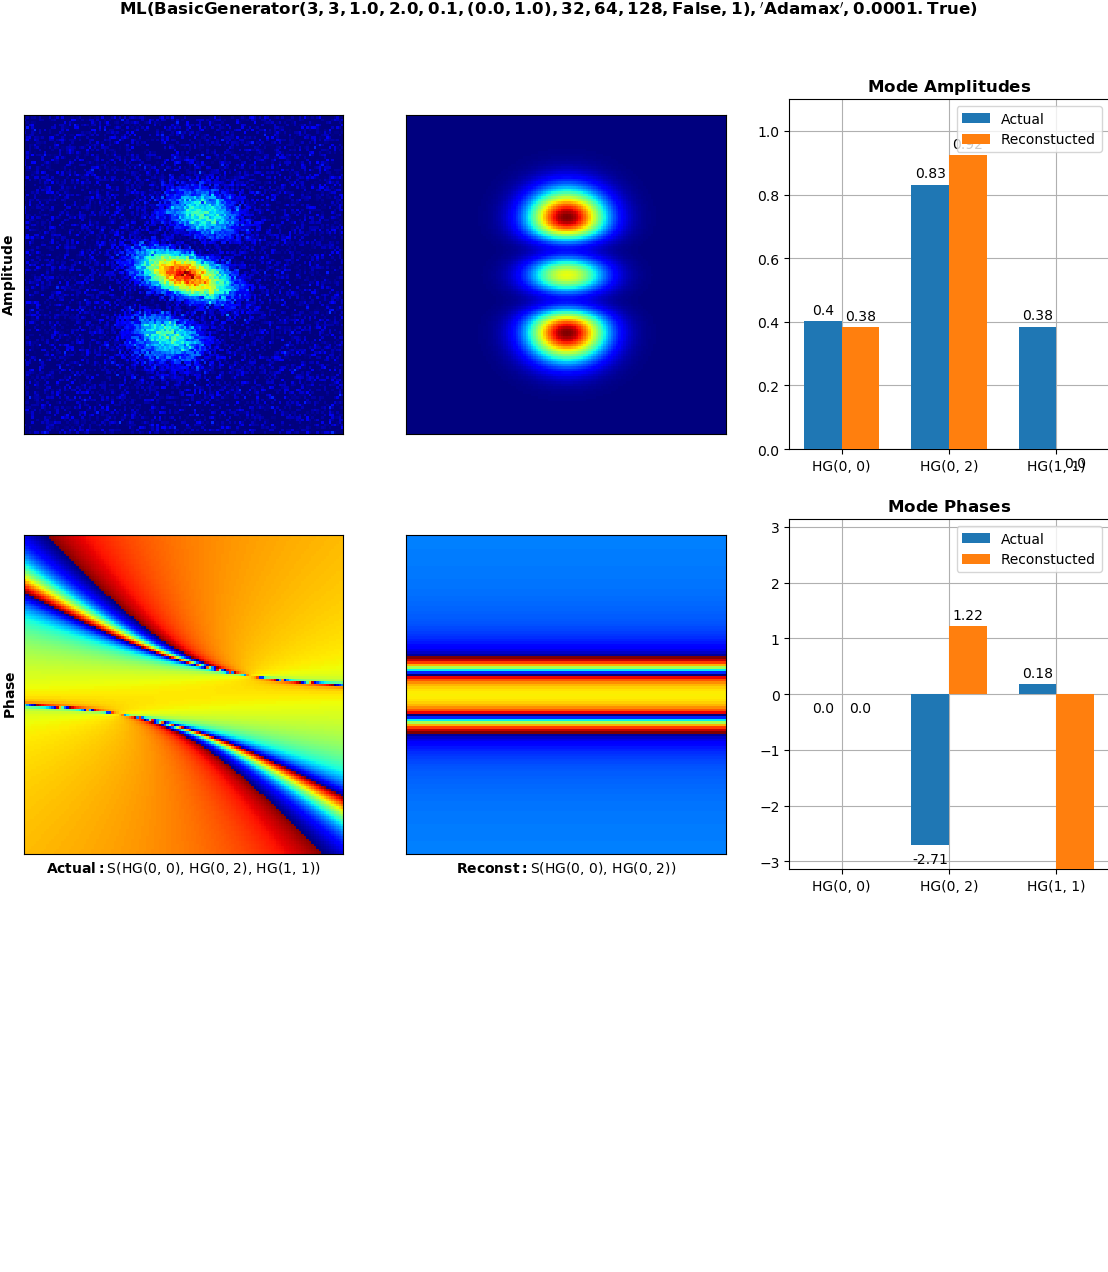 ML(BasicGenerator(3, 3, 1.0, 2.0, 0.1, (0.0, 1.0), 32, 64, 128, False, 1), 'Adamax', 0.0001. True)
Amplitude
Mode Amplitudes
Actual
Reconstucted
1.0
0.8
0.6
0.4
0.2
0.0
0.4
0.38
0.83
0.92
0.38
0.0
HG(0, 0)
HG(0, 2)
HG(1, 1)
Phase
Actual: S(HG(0, 0), HG(0, 2), HG(1, 1))
Reconst: S(HG(0, 0), HG(0, 2))
Mode Phases
Actual
Reconstucted
3
2
1
0
−1
−2
−3
0.0
0.0
-2.71
1.22
0.18
HG(0, 0)
HG(0, 2)
HG(1, 1)